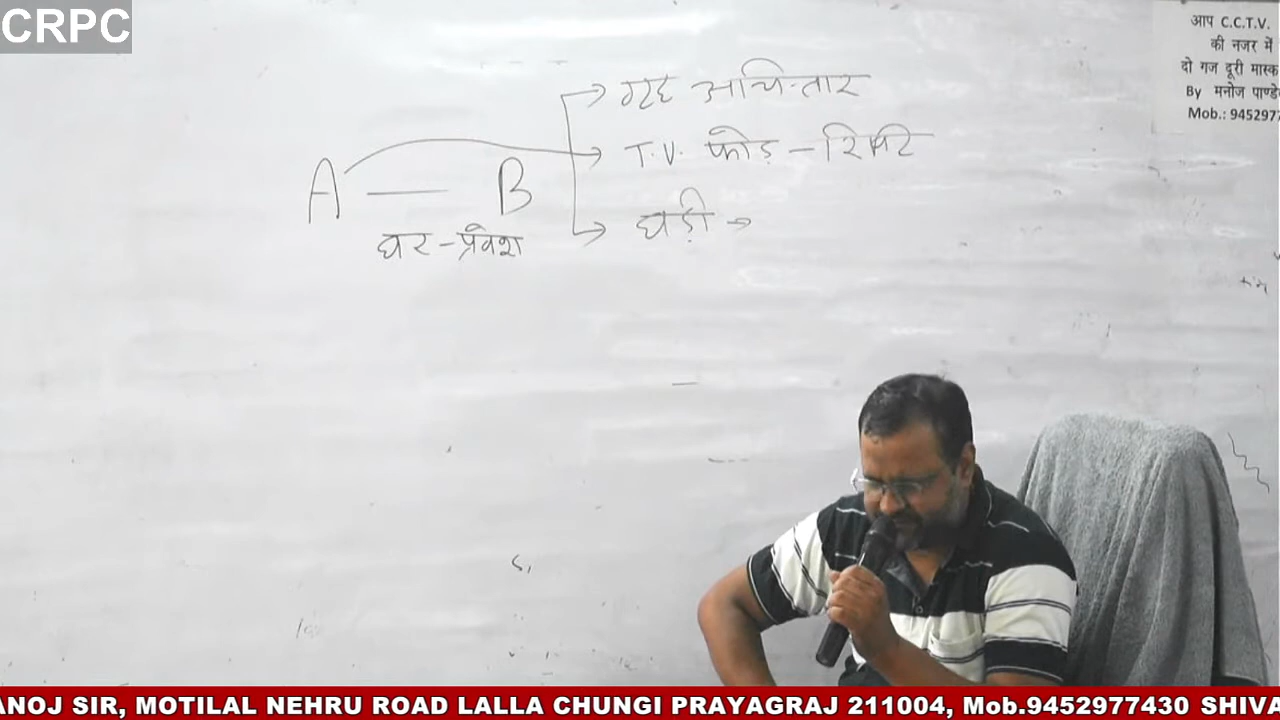 CRPC
आप C.C.T.V.
की नजर में
दो गज दूरी मास्क
By मनोज पाण्डे
Mob.: 945297
गृह अतिचार
T.V. फोड़ - रिष्टि
A — B
घर - प्रवेश
घड़ी →
ANOJ SIR, MOTILAL NEHRU ROAD LALLA CHUNGI PRAYAGRAJ 211004, Mob.9452977430 SHIVA